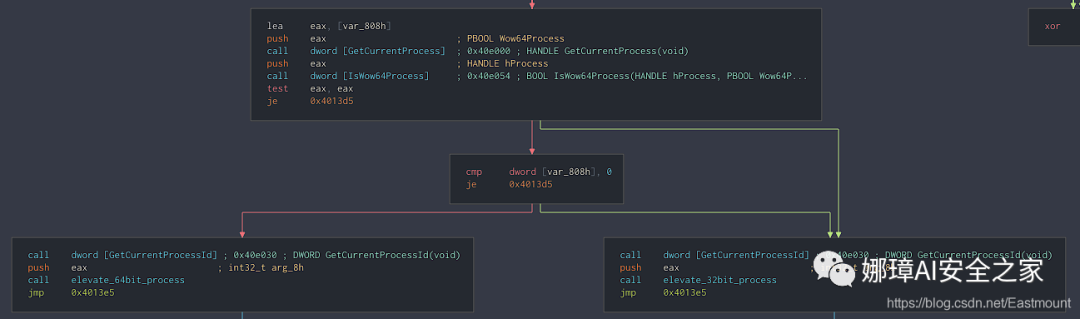 lea eax, [var_808h]
push eax ; PBOOL Wow64Process
call dword [GetCurrentProcess] ; 0x40e000 ; HANDLE GetCurrentProcess(void)
push eax ; HANDLE hProcess
call dword [IsWow64Process] ; 0x40e054 ; BOOL IsWow64Process(HANDLE hProcess, PBOOL Wow64P...
test eax, eax
je 0x4013d5
xor
cmp dword [var_808h], 0
je 0x4013d5
call dword [GetCurrentProcessId] ; 0x40e030 ; DWORD GetCurrentProcessId(void)
push eax ; int32_t arg_8h
call elevate_64bit_process
jmp 0x4013e5
call dword [GetCurrentProcessId] ; 0x40e030 ; DWORD GetCurrentProcessId(void)
push eax
call elevate_32bit_process
jmp 0x4013e5
娜璋AI安全之家
https://blog.csdn.net/Eastmount